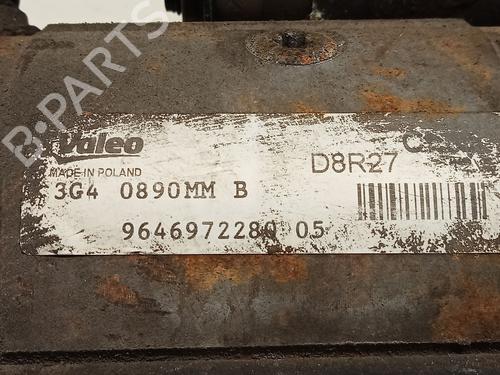 B-PARTS
Valeo
MADE IN POLAND
3G4 0890MM B
D8R27
9646972280 05